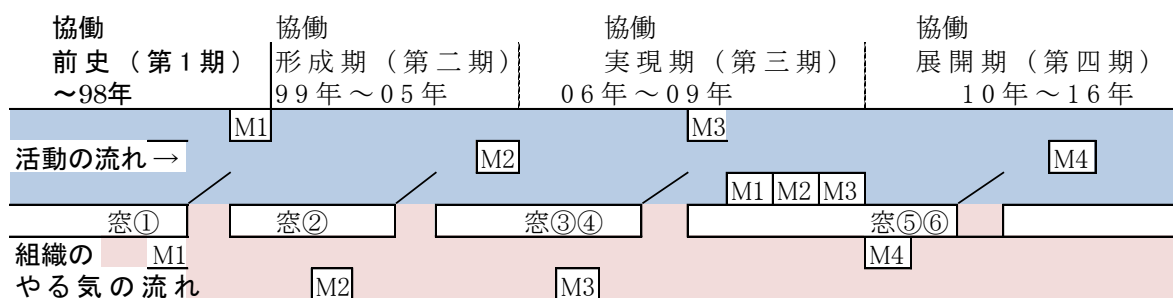 協働 協働 協働 協働
前史（第1期） 形成期（第二期） 実現期（第三期） 展開期（第四期）
～98年 99年～05年 06年～09年 10年～16年
M1 M3
活動の流れ→ M2 M4
M1 M2 M3
窓① 窓② 窓③④ 窓⑤⑥
組織の M1 M4
やる気の流れ M2 M3